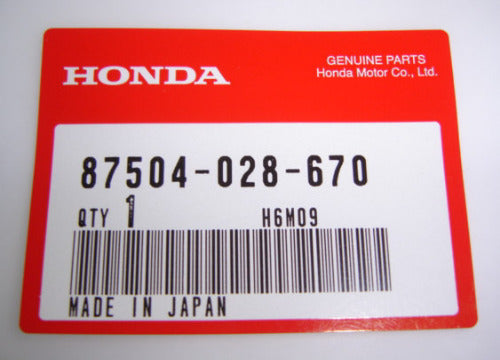 HONDA
GENUINE PARTS
Honda Motor Co., Ltd.
87504-028-670
QTY 1 H6M09
MADE IN JAPAN